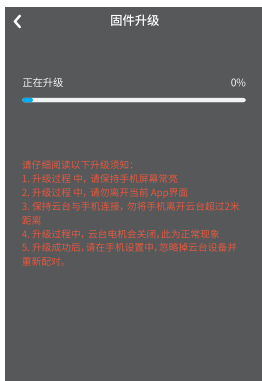 固件升级
正在升级 0%
请仔细阅读以下升级须知：
1. 升级过程 中，请保持手机屏幕常亮
2. 升级过程 中，请勿离开当前 App界面
3. 保持云台与手机连接，勿将手机离开云台超过2米
距离
4. 升级过程中，云台电机会关闭，此为正常现象
5. 升级成功后，请在手机设置中，忽略掉云台设备并
重新配对。